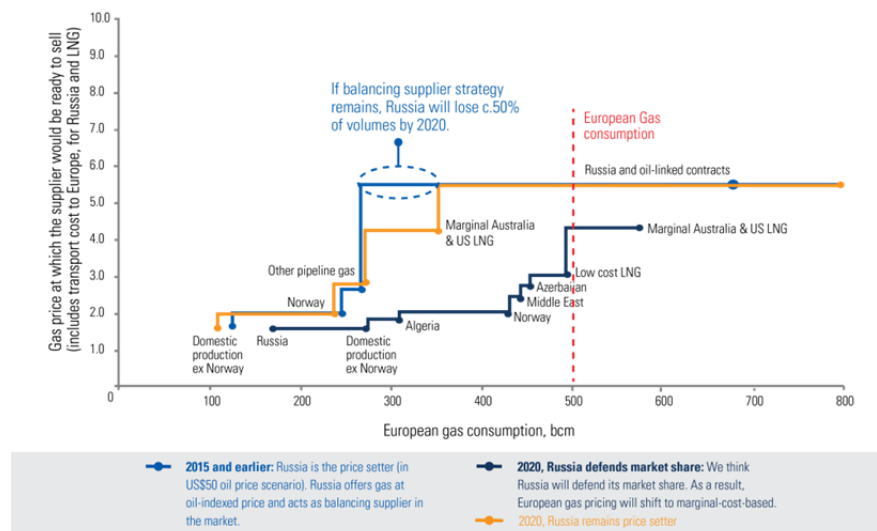 Gas price at which the supplier would be ready to sell
(includes transport cost to Europe, for Russia and LNG)
10.0
9.0
8.0
7.0
6.0
5.0
4.0
3.0
2.0
1.0
0
If balancing supplier strategy
remains, Russia will lose c.50%
of volumes by 2020.
European Gas
consumption
Russia and oil-linked contracts
Marginal Australia
& US LNG
Marginal Australia & US LNG
Other pipeline gas
Low cost LNG
Azerbaijan
Middle East
Norway
Norway
Algeria
Domestic
production
ex Norway
Russia
Domestic
production
ex Norway
100
200
300
400
500
600
700
800
European gas consumption, bcm
2015 and earlier: Russia is the price setter (in
US$50 oil price scenario). Russia offers gas at
oil-indexed price and acts as balancing supplier in
the market.
2020, Russia defends market share: We think
Russia will defend its market share. As a result,
European gas pricing will shift to marginal-cost-based.
2020, Russia remains price setter